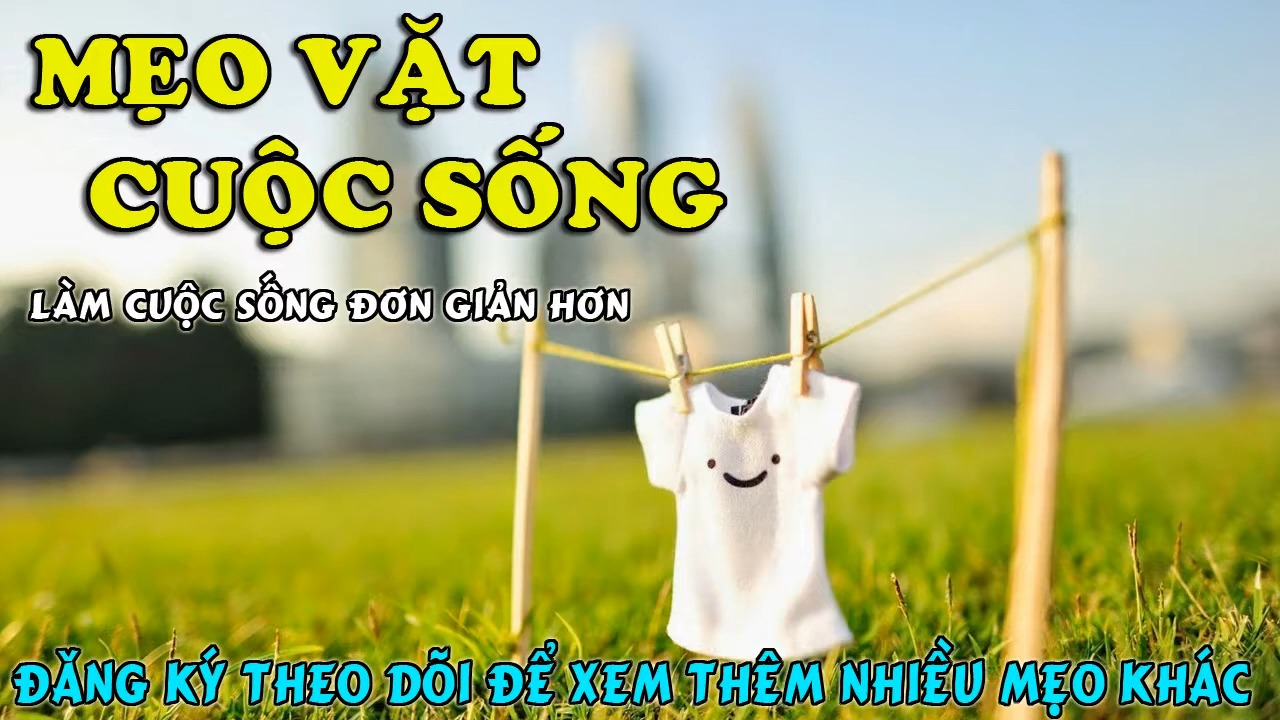 MẸO VẶT
CUỘC SỐNG
LÀM CUỘC SỐNG ĐƠN GIẢN HƠN
ĐĂNG KÝ THEO DÕI ĐỂ XEM THÊM NHIỀU MẸO KHÁC